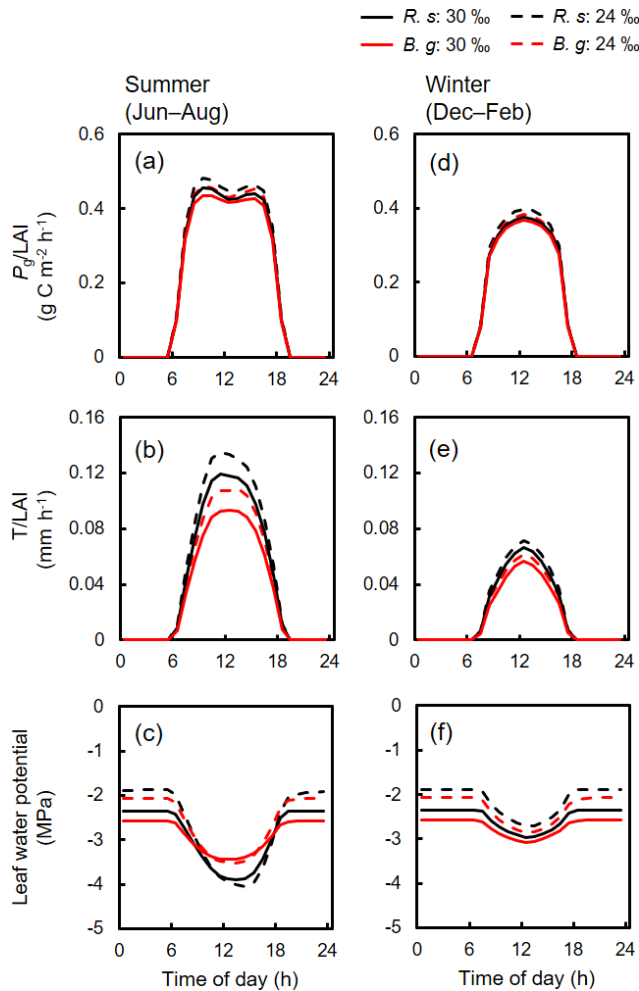 R. s: 30 ‰ R. s: 24 ‰
B. g: 30 ‰ B. g: 24 ‰
Summer
(Jun–Aug)
Winter
(Dec–Feb)
(a)
0.6
0.4
0.2
0
Pg/LAI
(g C m-2 h-1)
0 6 12 18 24
(d)
0.6
0.4
0.2
0
0 6 12 18 24
(b)
0.16
0.12
0.08
0.04
0
T/LAI
(mm h-1)
0 6 12 18 24
(e)
0.16
0.12
0.08
0.04
0
0 6 12 18 24
(c)
0
-1
-2
-3
-4
-5
Leaf water potential
(MPa)
0 6 12 18 24
Time of day (h)
(f)
0
-1
-2
-3
-4
-5
0 6 12 18 24
Time of day (h)